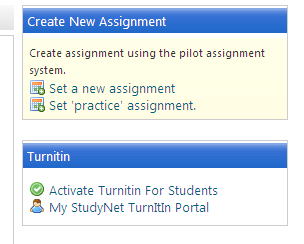 Create New Assignment
Create assignment using the pilot assignment
system.
Set a new assignment
Set 'practice' assignment.
Turnitin
Activate Turnitin For Students
My StudyNet TurnItIn Portal